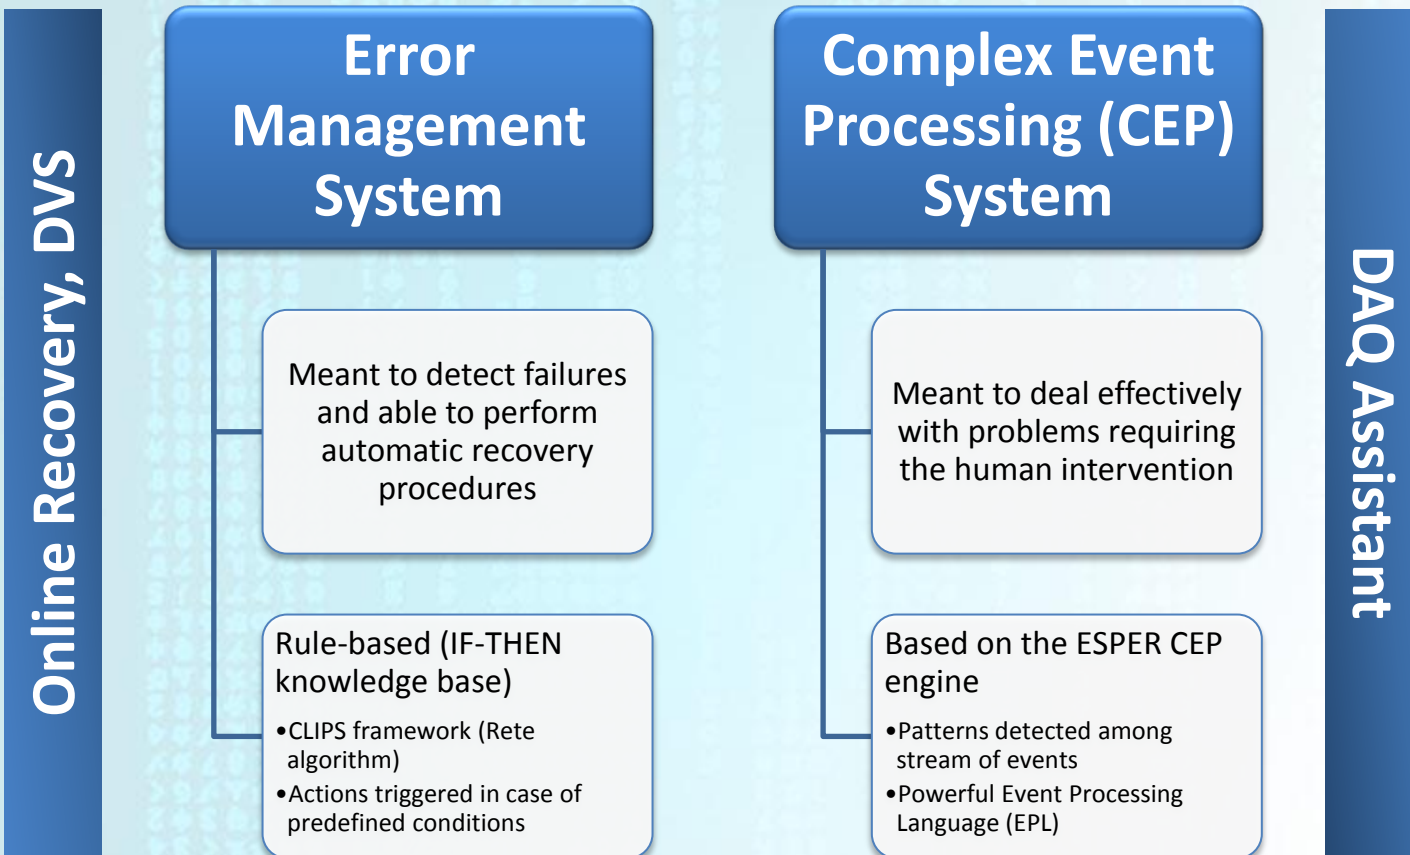 Online Recovery, DVS
Error
Management
System
Meant to detect failures
and able to perform
automatic recovery
procedures
Rule-based (IF-THEN
knowledge base)
•CLIPS framework (Rete
algorithm)
•Actions triggered in case of
predefined conditions
Complex Event
Processing (CEP)
System
Meant to deal effectively
with problems requiring
the human intervention
Based on the ESPER CEP
engine
•Patterns detected among
stream of events
•Powerful Event Processing
Language (EPL)
DAQ Assistant